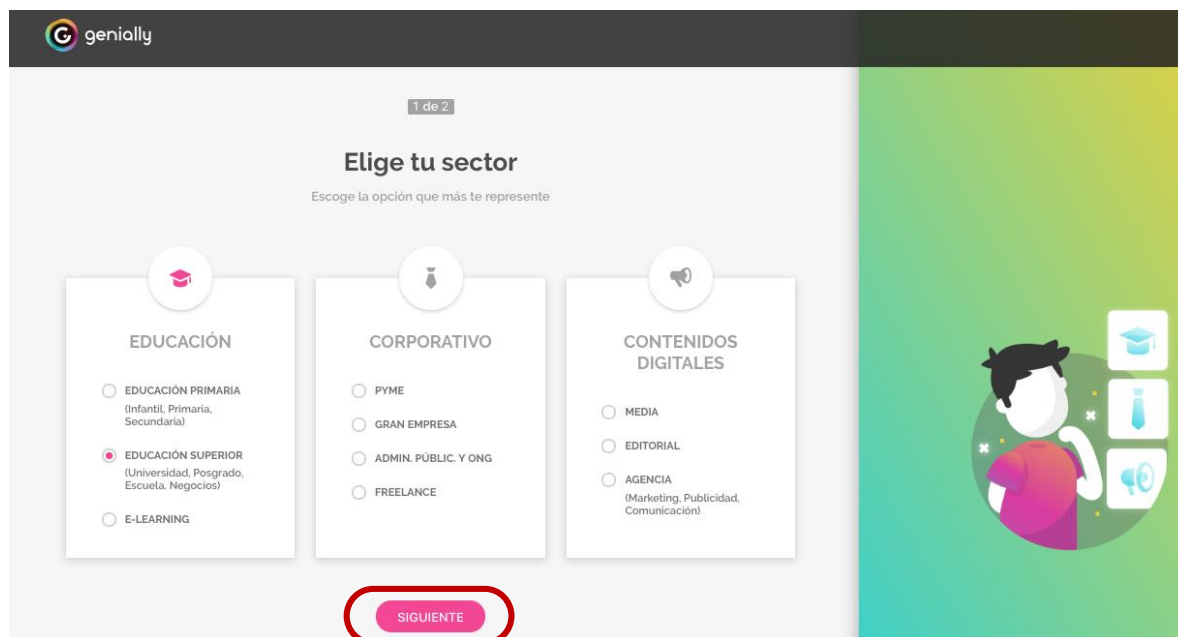 genially
1 de 2
Elige tu sector
Escoge la opción que más te represente
EDUCACIÓN
EDUCACIÓN PRIMARIA
(Infantil, Primaria,
Secundaria)
EDUCACIÓN SUPERIOR
(Universidad, Posgrado,
Escuela. Negocios)
E-LEARNING
CORPORATIVO
PYME
GRAN EMPRESA
ADMIN. PÚBLIC. Y ONG
FREELANCE
CONTENIDOS
DIGITALES
MEDIA
EDITORIAL
AGENCIA
(Marketing, Publicidad,
Comunicación)
SIGUIENTE